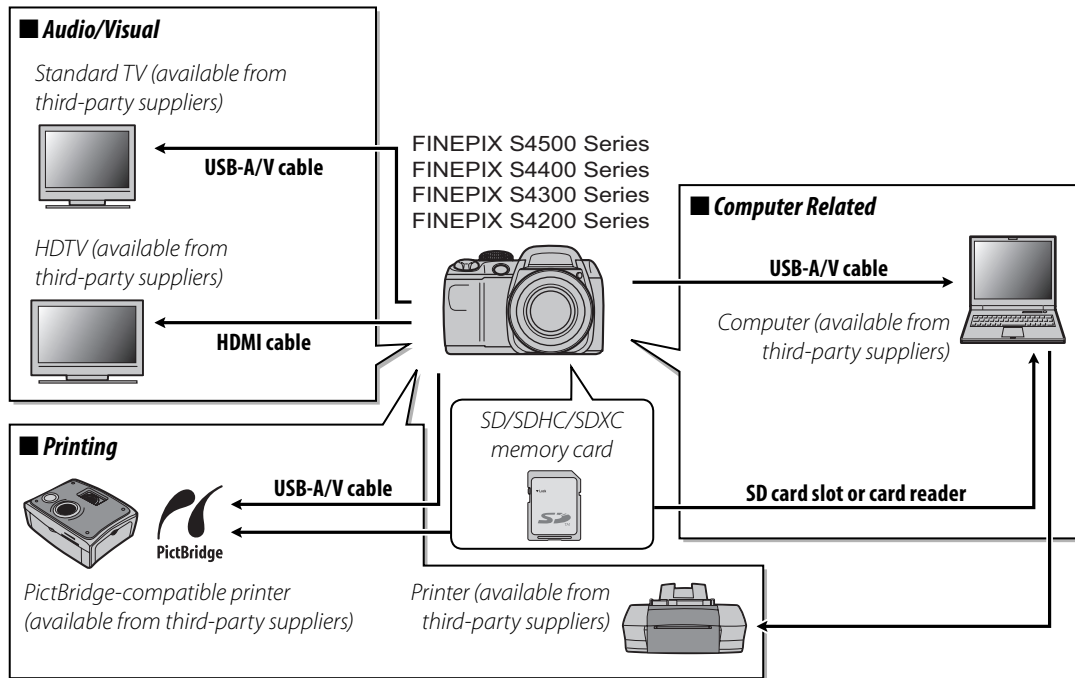 ■ Audio/Visual
Standard TV (available from
third-party suppliers)
USB-A/V cable
HDTV (available from
third-party suppliers)
HDMI cable
FINEPIX S4500 Series
FINEPIX S4400 Series
FINEPIX S4300 Series
FINEPIX S4200 Series
■ Computer Related
USB-A/V cable
Computer (available from
third-party suppliers)
SD/SDHC/SDXC
memory card
SD
SD card slot or card reader
■ Printing
USB-A/V cable
PictBridge
PictBridge-compatible printer
(available from third-party suppliers)
Printer (available from
third-party suppliers)